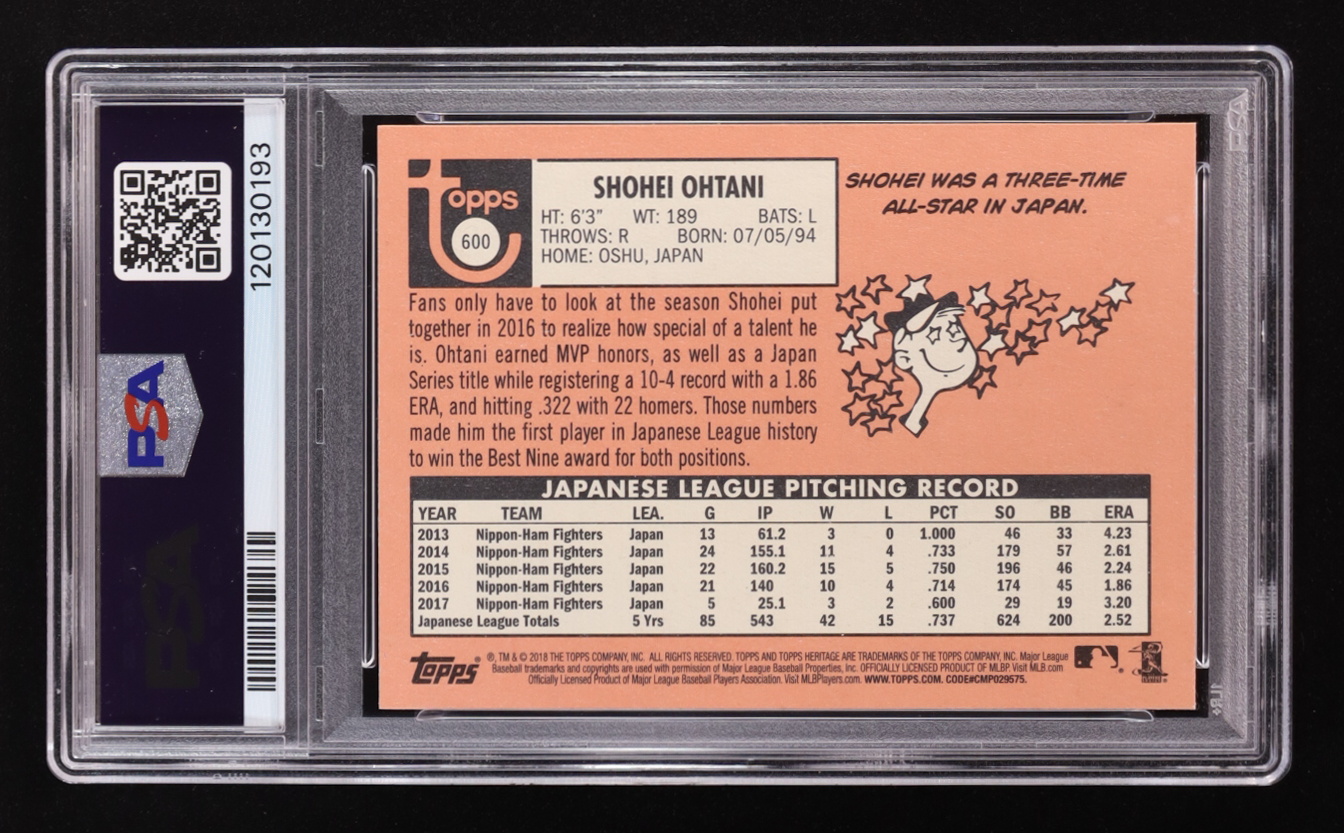 120130193
PSA
PSA
topps
600
SHOHEI OHTANI
HT: 6'3" WT: 189 BATS: L
THROWS: R BORN: 07/05/94
HOME: OSHU, JAPAN
SHOHEI WAS A THREE-TIME
ALL-STAR IN JAPAN.
Fans only have to look at the season Shohei put
together in 2016 to realize how special of a talent he
is. Ohtani earned MVP honors, as well as a Japan
Series title while registering a 10-4 record with a 1.86
ERA, and hitting .322 with 22 homers. Those numbers
made him the first player in Japanese League history
to win the Best Nine award for both positions.
JAPANESE LEAGUE PITCHING RECORD
YEAR TEAM LEA. G IP W L PCT SO BB ERA
2013 Nippon-Ham Fighters Japan 13 61.2 3 0 1.000 46 33 4.23
2014 Nippon-Ham Fighters Japan 24 155.1 11 4 .733 179 57 2.61
2015 Nippon-Ham Fighters Japan 22 160.2 15 5 .750 196 46 2.24
2016 Nippon-Ham Fighters Japan 21 140 10 4 .714 174 45 1.86
2017 Nippon-Ham Fighters Japan 5 25.1 3 2 .600 29 19 3.20
Japanese League Totals 5 Yrs 85 543 42 15 .737 624 200 2.52
topps
®, TM & © 2018 THE TOPPS COMPANY, INC. ALL RIGHTS RESERVED. TOPPS AND TOPPS HERITAGE ARE TRADEMARKS OF THE TOPPS COMPANY, INC. Major League
Baseball trademarks and copyrights are used with permission of Major League Baseball Properties, Inc. OFFICIALLY LICENSED PRODUCT OF MLBP. Visit MLB.com
Officially Licensed Product of Major League Baseball Players Association. Visit MLBPlayers.com. WWW.TOPPS.COM. CODE#CMP029575.
PSA